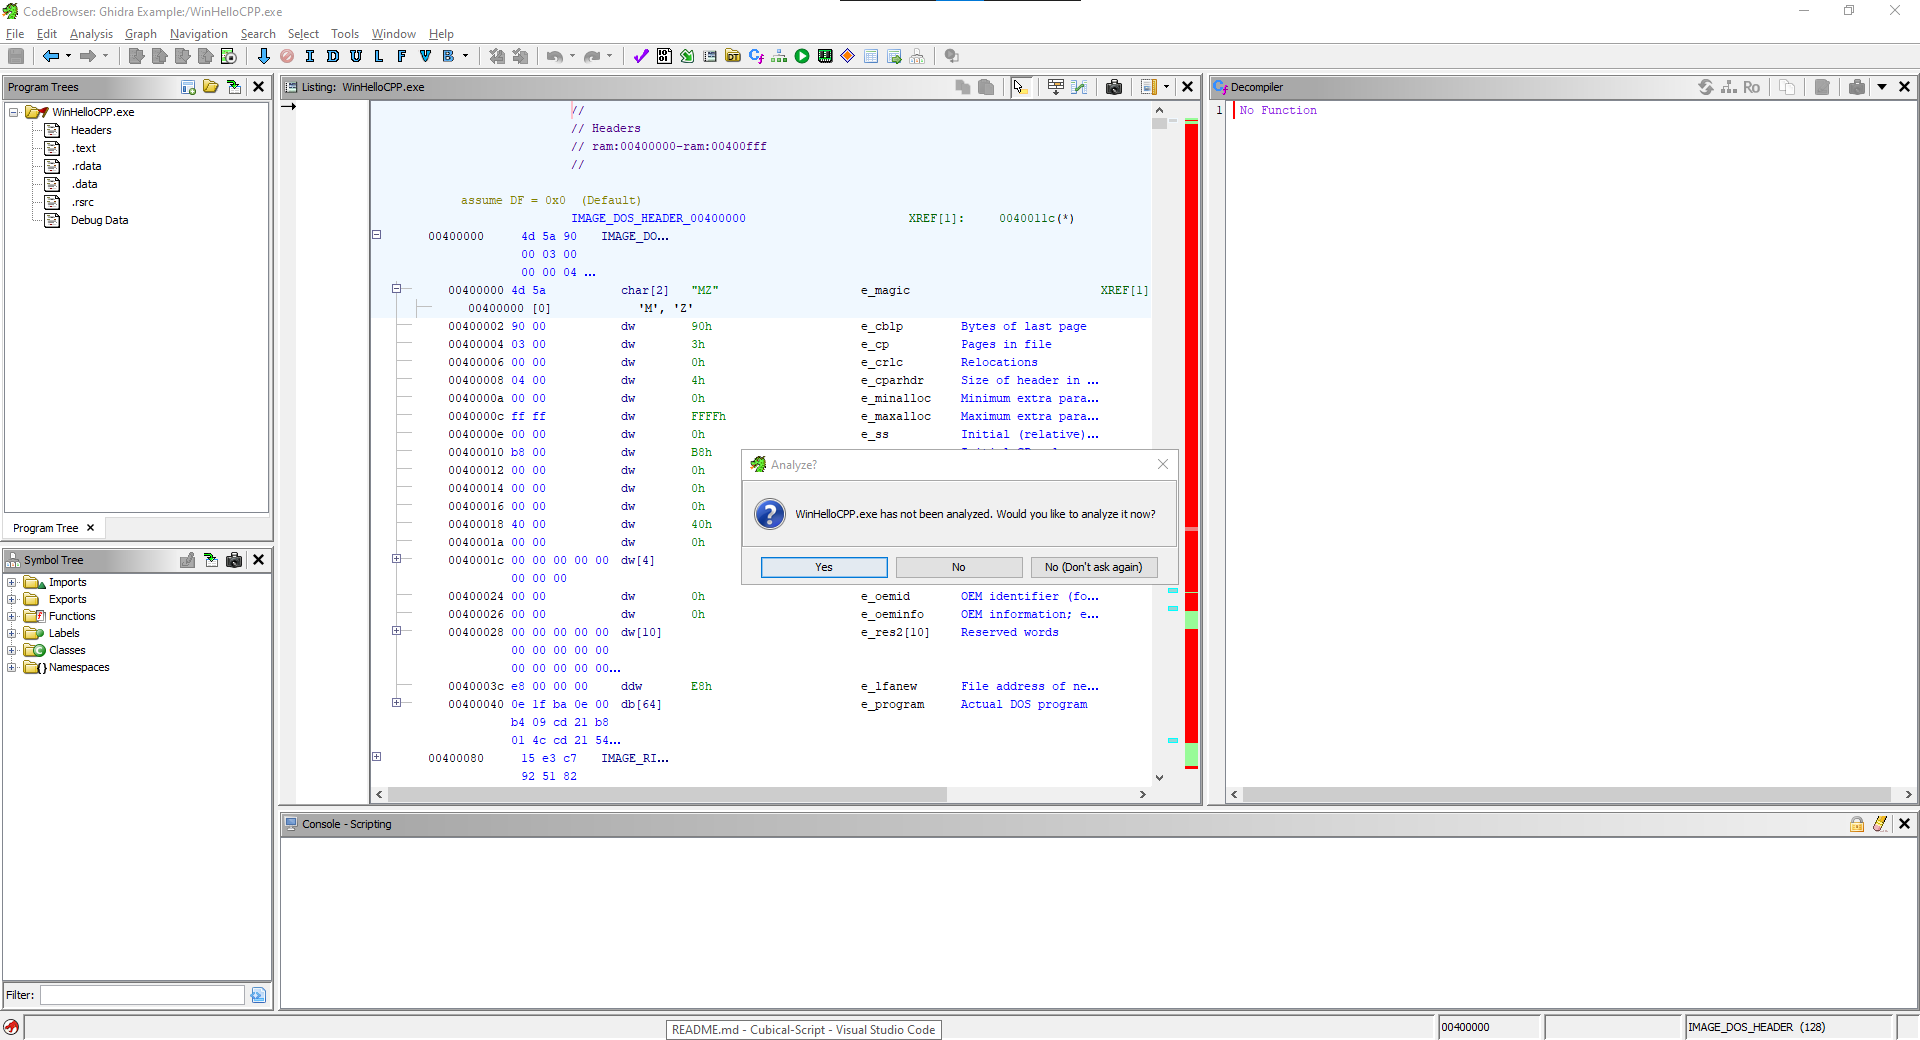 CodeBrowser: Ghidra Example:/WinHelloCPP.exe
File Edit Analysis Graph Navigation Search Select Tools Window Help
I D U L F V B
Program Trees
WinHelloCPP.exe
Headers
.text
.rdata
.data
.rsrc
Debug Data
Program Tree
Symbol Tree
Imports
Exports
Functions
Labels
Classes
Namespaces
Filter:
Listing: WinHelloCPP.exe
//
// Headers
// ram:00400000-ram:00400fff
//
assume DF = 0x0 (Default)
IMAGE_DOS_HEADER_00400000 XREF[1]: 0040011c(*)
00400000 4d 5a 90 IMAGE_DO...
00 03 00
00 00 04 ...
00400000 4d 5a char[2] "MZ" e_magic XREF[1]
00400000 [0] 'M', 'Z'
00400002 90 00 dw 90h e_cblp Bytes of last page
00400004 03 00 dw 3h e_cp Pages in file
00400006 00 00 dw 0h e_crlc Relocations
00400008 04 00 dw 4h e_cparhdr Size of header in ...
0040000a 00 00 dw 0h e_minalloc Minimum extra para...
0040000c ff ff dw FFFFh e_maxalloc Maximum extra para...
0040000e 00 00 dw 0h e_ss Initial (relative)...
00400010 b8 00 dw B8h
00400012 00 00 dw 0h
00400014 00 00 dw 0h
00400016 00 00 dw 0h
00400018 40 00 dw 40h
0040001a 00 00 dw 0h
0040001c 00 00 00 00 00 dw[4]
00 00 00
00400024 00 00 dw 0h e_oemid OEM identifier (fo...
00400026 00 00 dw 0h e_oeminfo OEM information; e...
00400028 00 00 00 00 00 dw[10] e_res2[10] Reserved words
00 00 00 00 00
00 00 00 00 00...
0040003c e8 00 00 00 ddw E8h e_lfanew File address of ne...
00400040 0e 1f ba 0e 00 db[64] e_program Actual DOS program
b4 09 cd 21 b8
01 4c cd 21 54...
00400080 15 e3 c7 IMAGE_RI...
92 51 82
Analyze?
WinHelloCPP.exe has not been analyzed. Would you like to analyze it now?
Yes No No (Don't ask again)
Decompiler
Ro
1 No Function
Console - Scripting
README.md - Cubical-Script - Visual Studio Code
00400000
IMAGE_DOS_HEADER (128)